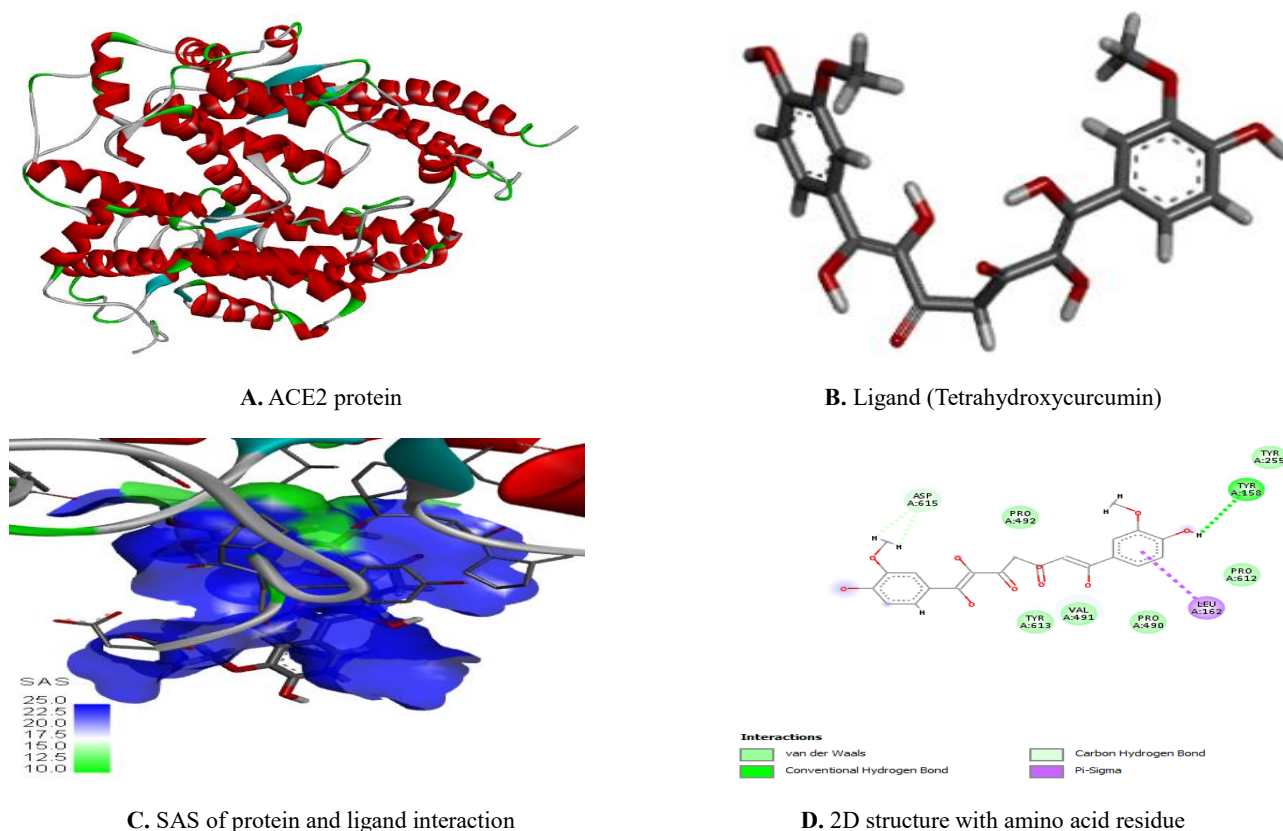 A. ACE2 protein
B. Ligand (Tetrahydroxycurcumin)
SAS
25.0
22.5
20.0
17.5
15.0
12.5
10.0
C. SAS of protein and ligand interaction
TYR
A:255
TYR
A:158
ASP
A:615
PRO
A:492
H
H
H
H
O
O
O
H
O
O
O
O
O
O
O
O
H
PRO
A:612
LEU
A:162
TYR
A:613
VAL
A:491
PRO
A:490
Interactions
van der Waals
Conventional Hydrogen Bond
Carbon Hydrogen Bond
Pi-Sigma
D. 2D structure with amino acid residue